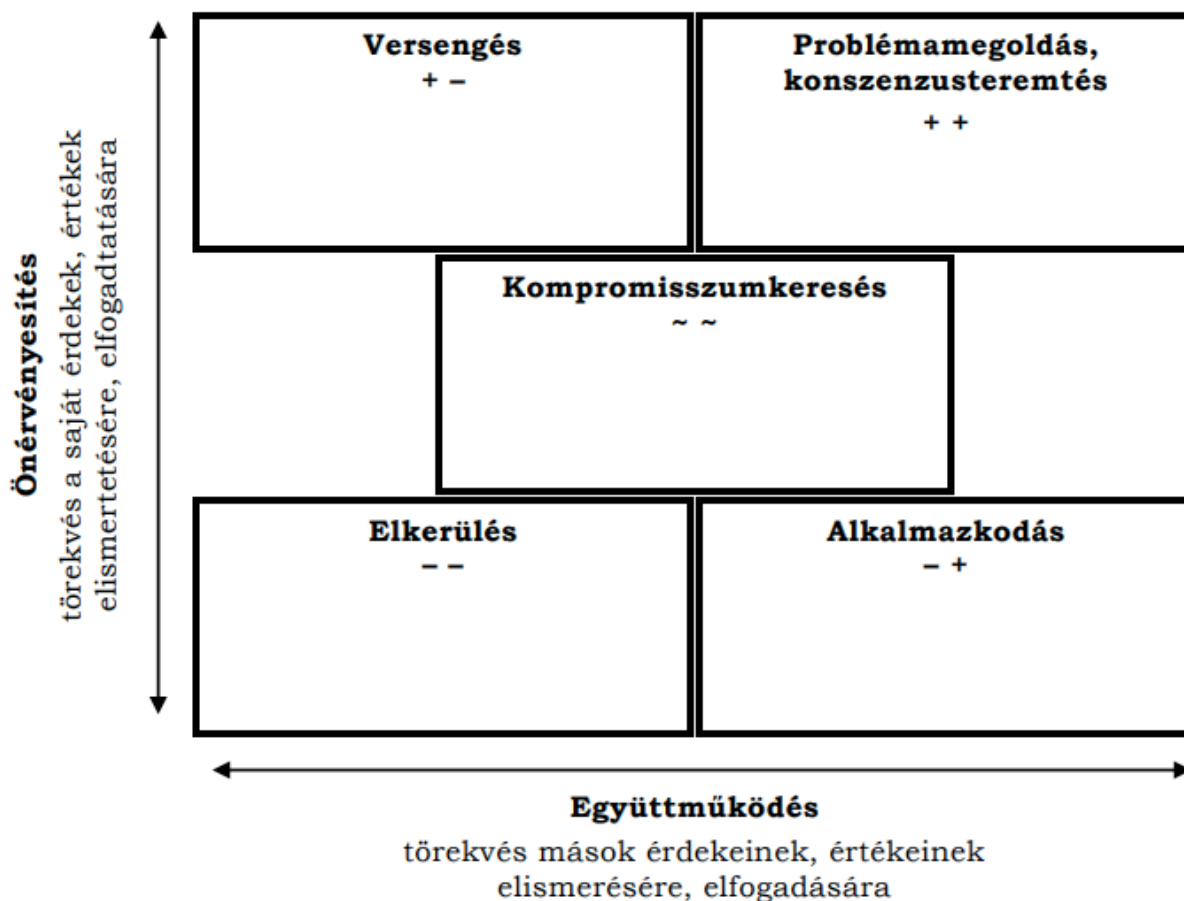 Versengés
+ –
Problémamegoldás,
konszenzusteremtés
+ +
Önérvényesítés
törekvés a saját érdekek, értékek
elismertetésére, elfogadtatására
Kompromisszumkeresés
~ ~
Elkerülés
– –
Alkalmazkodás
– +
Együttműködés
törekvés mások érdekeinek, értékeinek
elismerésére, elfogadására